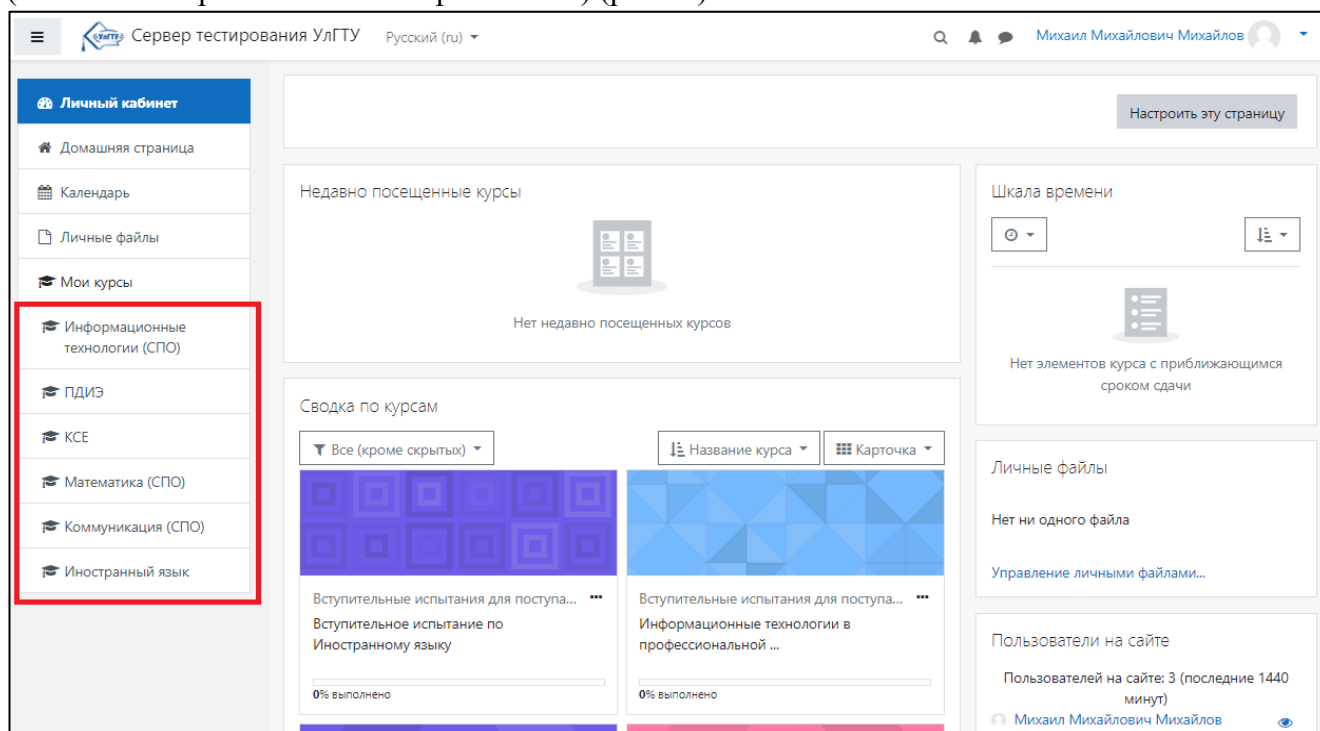 Сервер тестирования УлГТУ Русский (ru) Михаил Михайлович Михайлов
Личный кабинет
Домашняя страница
Календарь
Личные файлы
Мои курсы
Информационные
технологии (СПО)
ПДИЭ
КСЕ
Математика (СПО)
Коммуникация (СПО)
Иностранный язык
Настроить эту страницу
Недавно посещенные курсы
Нет недавно посещенных курсов
Сводка по курсам
Все (кроме скрытых) Название курса Карточка
Вступительные испытания для поступа... ...
Вступительное испытание по
Иностранному языку
0% выполнено
Вступительные испытания для поступа... ...
Информационные технологии в
профессиональной ...
0% выполнено
Шкала времени
Нет элементов курса с приближающимся
сроком сдачи
Личные файлы
Нет ни одного файла
Управление личными файлами...
Пользователи на сайте
Пользователей на сайте: 3 (последние 1440
минут)
Михаил Михайлович Михайлов